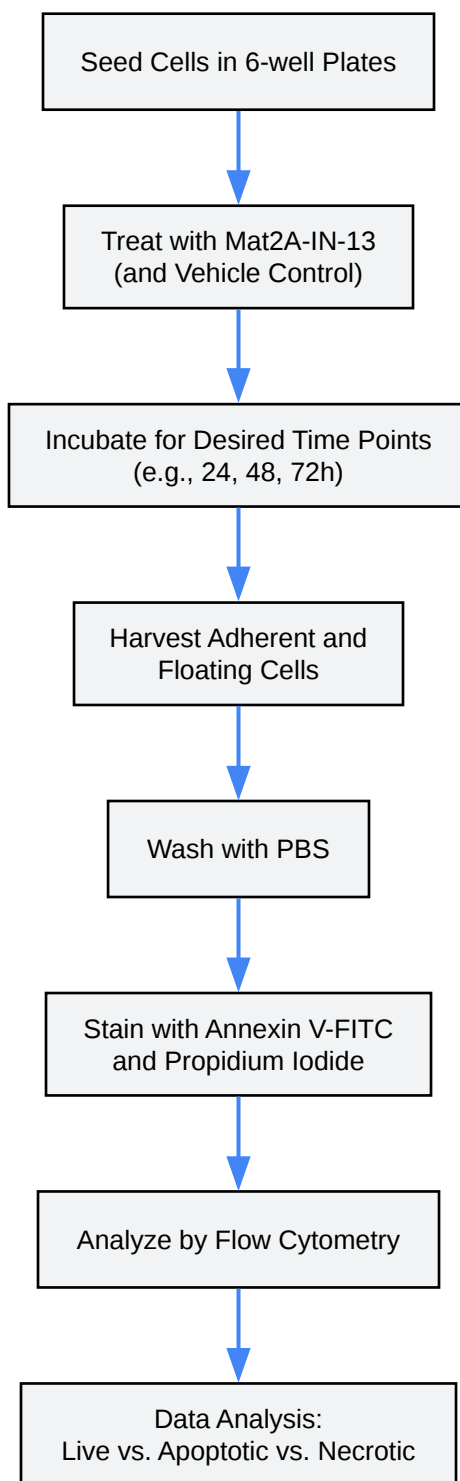 Seed Cells in 6-well Plates
Treat with Mat2A-IN-13
(and Vehicle Control)
Incubate for Desired Time Points
(e.g., 24, 48, 72h)
Harvest Adherent and
Floating Cells
Wash with PBS
Stain with Annexin V-FITC
and Propidium Iodide
Analyze by Flow Cytometry
Data Analysis:
Live vs. Apoptotic vs. Necrotic